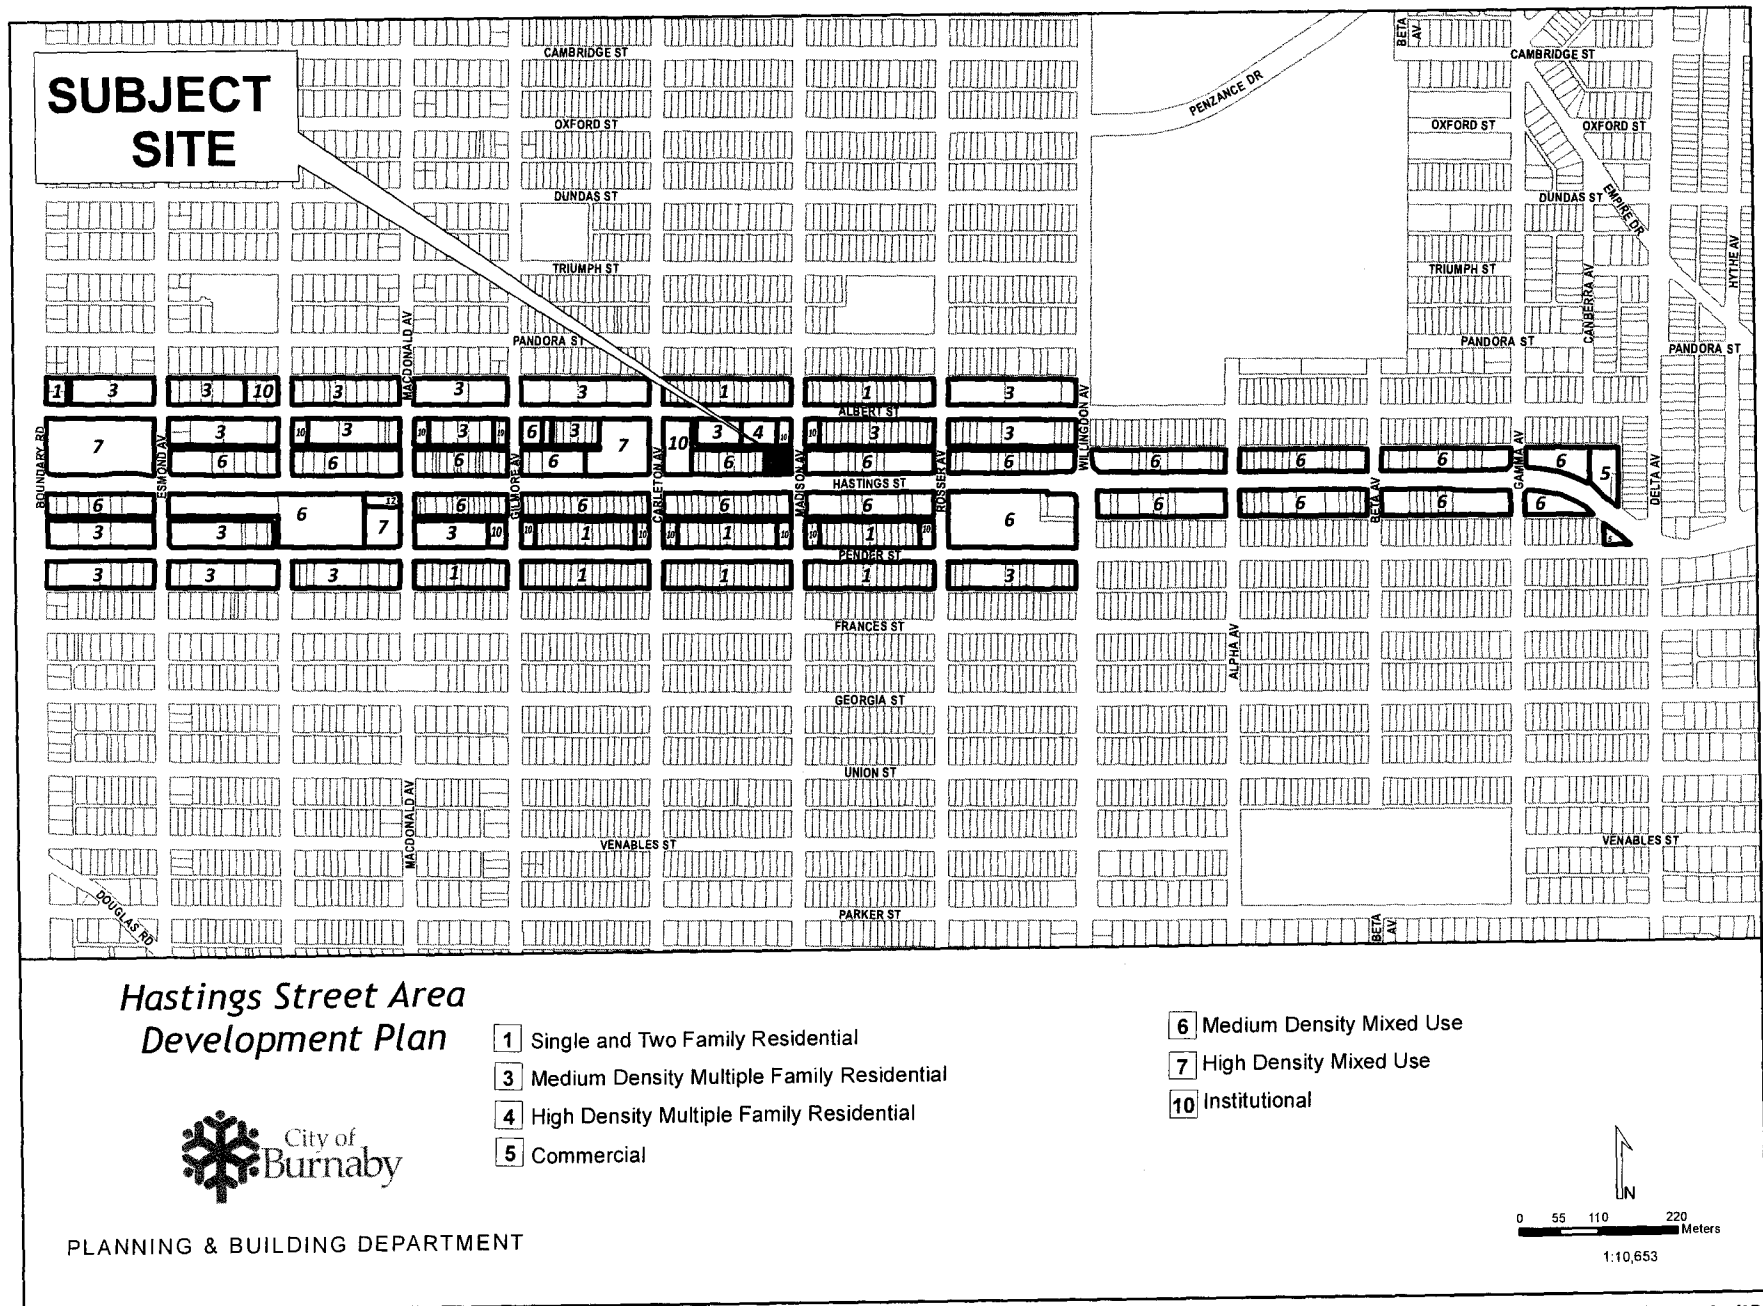 BETA AV
CAMBRIDGE ST
CAMBRIDGE ST
SUBJECT
SITE
PENZANCE DR
OXFORD ST
OXFORD ST
OXFORD ST
DUNDAS ST
DUNDAS ST
EMPIRE DR
HYTHE AV
TRIUMPH ST
TRIUMPH ST
CANBERRA AV
MACDONALD AV
PANDORA ST
PANDORA ST
PANDORA ST
1 3 3 10 3 3 3 1 1 3
ALBERT ST
WILLINGDON AV
BOUNDARY RD
7 3 10 3 10 3 10 6 3 7 10 3 4 10 10 3 3
ESMOND AV
GILMORE AV
CARLETON AV
MADISON AV
ROSSER AV
GAMMA AV
DELTA AV
BETA AV
6 6 6 6 6 6 6 6 6 6 6 5
HASTINGS ST
6 6 12 6 6 6 6 6 6 6 6 6
3 3 7 3 10 10 1 10 10 1 10 10 1 10 5
PENDER ST
3 3 3 1 1 1 1 3
FRANCES ST
ALPHA AV
GEORGIA ST
UNION ST
MACDONALD AV
VENABLES ST
VENABLES ST
DOUGLAS RD
PARKER ST
BETA AV
Hastings Street Area
Development Plan
1 Single and Two Family Residential
3 Medium Density Multiple Family Residential
4 High Density Multiple Family Residential
5 Commercial
6 Medium Density Mixed Use
7 High Density Mixed Use
10 Institutional
City of
Burnaby
PLANNING & BUILDING DEPARTMENT
N
0 55 110 220
Meters
1:10,653